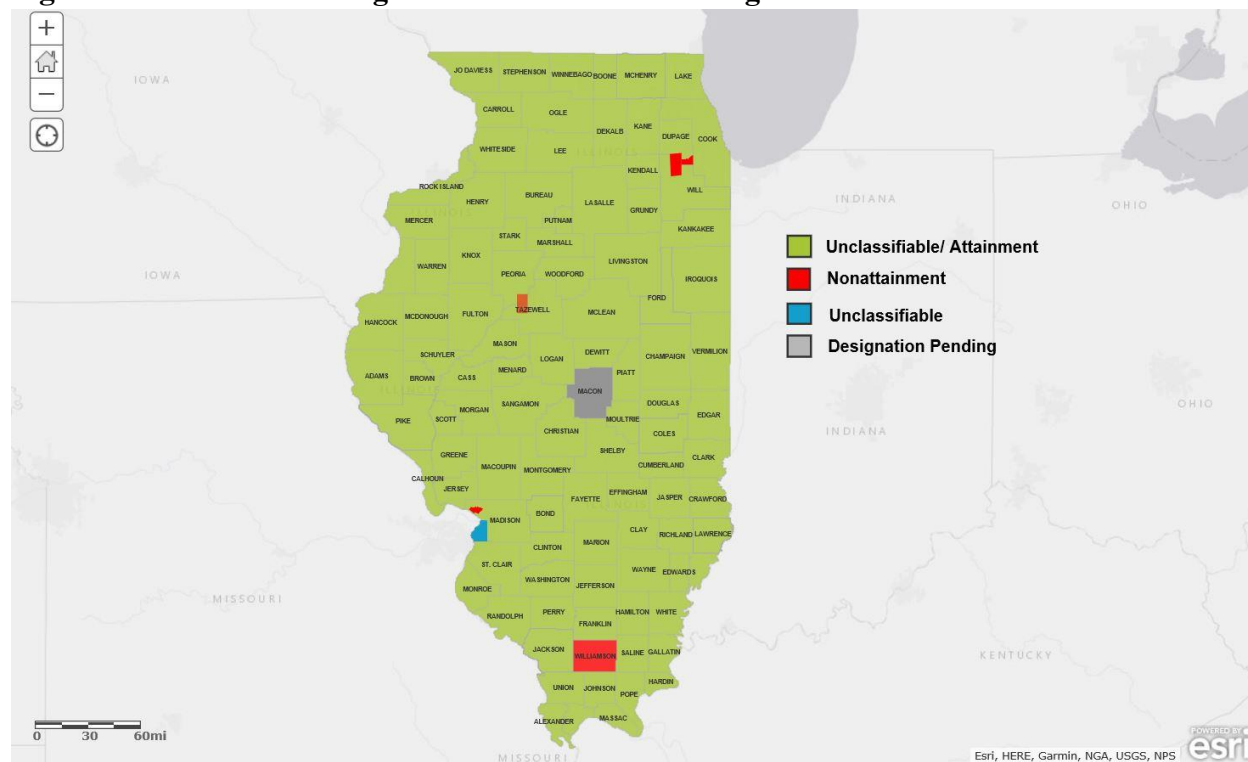 +
−
IOWA
JO DAVIESS STEPHENSON WINNEBAGO BOONE MCHENRY LAKE
CARROLL OGLE DEKALB KANE DUPAGE COOK
WHITESIDE LEE ILLINOIS KENDALL
WILL
ROCK ISLAND HENRY BUREAU LASALLE GRUNDY
MERCER PUTNAM KANKAKEE
STARK MARSHALL
KNOX LIVINGSTON
WARREN PEORIA WOODFORD IROQUOIS
FORD
HANCOCK MCDONOUGH FULTON TAZEWELL MCLEAN
MASON
SCHUYLER LOGAN DEWITT CHAMPAIGN VERMILION
ADAMS BROWN CASS MENARD PIATT
ILLINOIS
MACON
PIKE SCOTT MORGAN SANGAMON DOUGLAS EDGAR
CHRISTIAN MOULTRIE COLES
GREENE SHELBY CLARK
MACOUPIN MONTGOMERY CUMBERLAND
CALHOUN JERSEY
FAYETTE EFFINGHAM JASPER CRAWFORD
ILLINOIS
MADISON BOND
CLAY RICHLAND LAWRENCE
CLINTON MARION
ST. CLAIR WAYNE EDWARDS
MONROE WASHINGTON JEFFERSON
RANDOLPH PERRY HAMILTON WHITE
FRANKLIN
JACKSON WILLIAMSON SALINE GALLATIN
UNION JOHNSON POPE HARDIN
ALEXANDER MASSAC
IOWA
MISSOURI
MISSOURI
INDIANA
OHIO
INDIANA
OHIO
KENTUCKY
Unclassifiable/ Attainment
Nonattainment
Unclassifiable
Designation Pending
0 30 60mi
POWERED BY
esri
Esri, HERE, Garmin, NGA, USGS, NPS